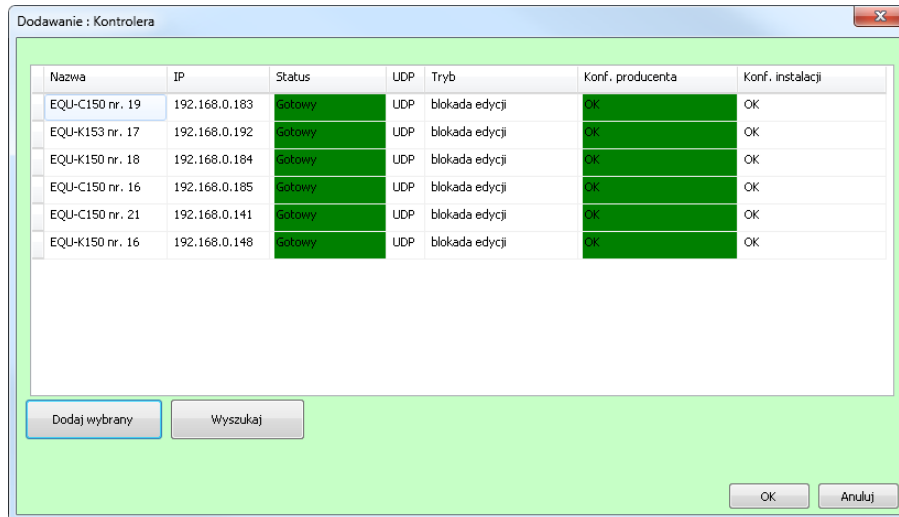 Dodawanie : Kontrolera
Nazwa IP Status UDP Tryb Konf. producenta Konf. instalacji
EQU-C150 nr. 19 192.168.0.183 Gotowy UDP blokada edycji OK OK
EQU-K153 nr. 17 192.168.0.192 Gotowy UDP blokada edycji OK OK
EQU-K150 nr. 18 192.168.0.184 Gotowy UDP blokada edycji OK OK
EQU-C150 nr. 16 192.168.0.185 Gotowy UDP blokada edycji OK OK
EQU-C150 nr. 21 192.168.0.141 Gotowy UDP blokada edycji OK OK
EQU-K150 nr. 16 192.168.0.148 Gotowy UDP blokada edycji OK OK
Dodaj wybrany Wyszukaj
OK Anuluj